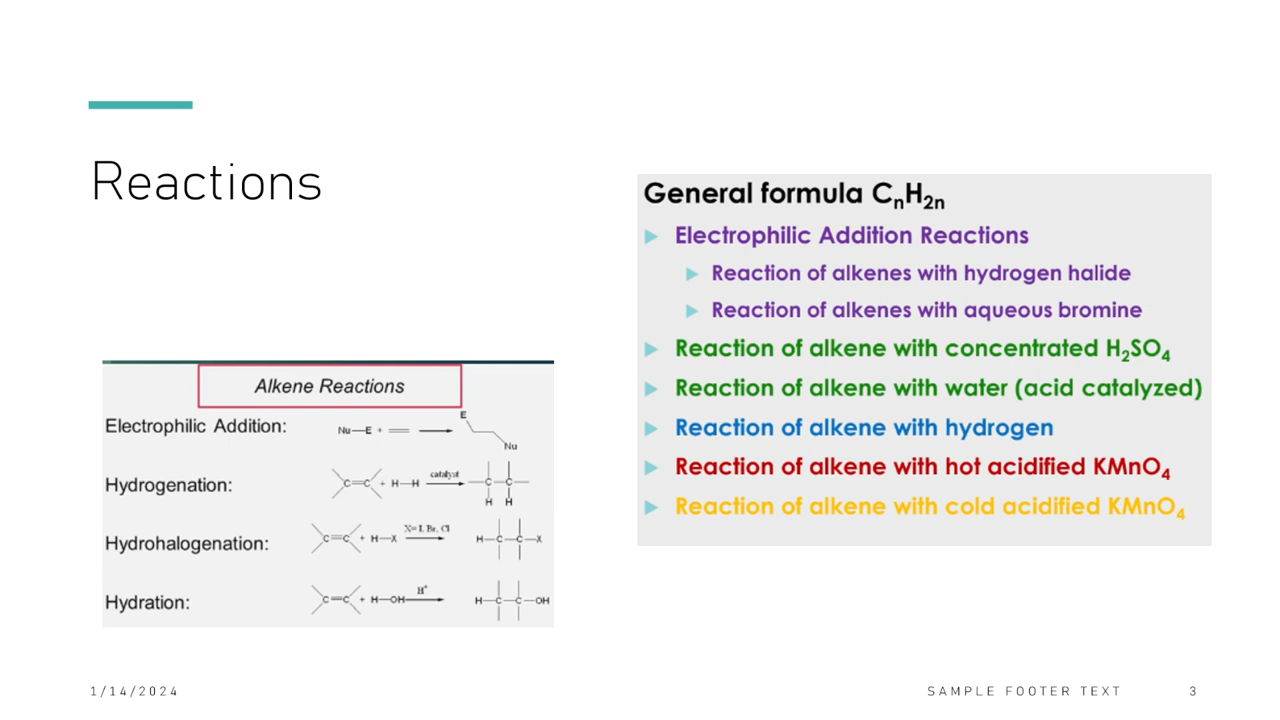 Reactions
General formula CnH2n
Electrophilic Addition Reactions
Reaction of alkenes with hydrogen halide
Reaction of alkenes with aqueous bromine
Reaction of alkene with concentrated H2SO4
Reaction of alkene with water (acid catalyzed)
Reaction of alkene with hydrogen
Reaction of alkene with hot acidified KMnO4
Reaction of alkene with cold acidified KMnO4
Alkene Reactions
Electrophilic Addition: Nu—E + E Nu
Hydrogenation: C=C + H—H catalyst C C H H
Hydrohalogenation: C=C + H—X X= I, Br, Cl H—C—C—X
Hydration: C=C + H—OH H+ H—C—C—OH
1/14/2024
SAMPLE FOOTER TEXT
3